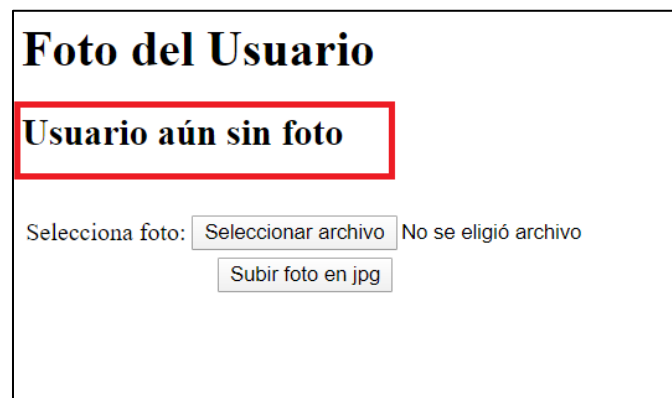 Foto del Usuario
Usuario aún sin foto
Selecciona foto: Seleccionar archivo No se eligió archivo
Subir foto en jpg